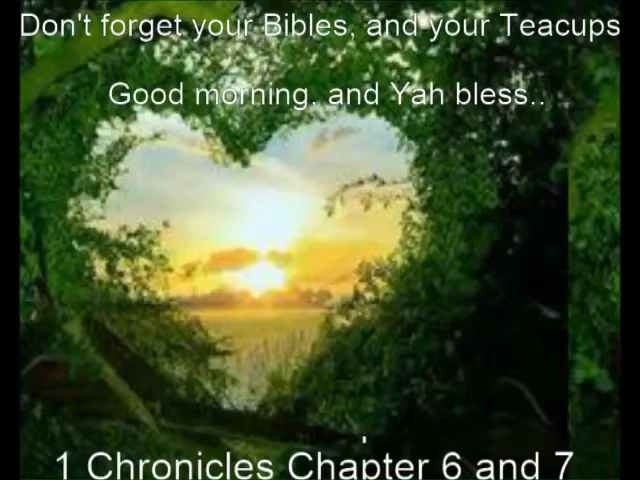 Don't forget your Bibles, and your Teacups
Good morning, and Yah bless..
1 Chronicles Chapter 6 and 7